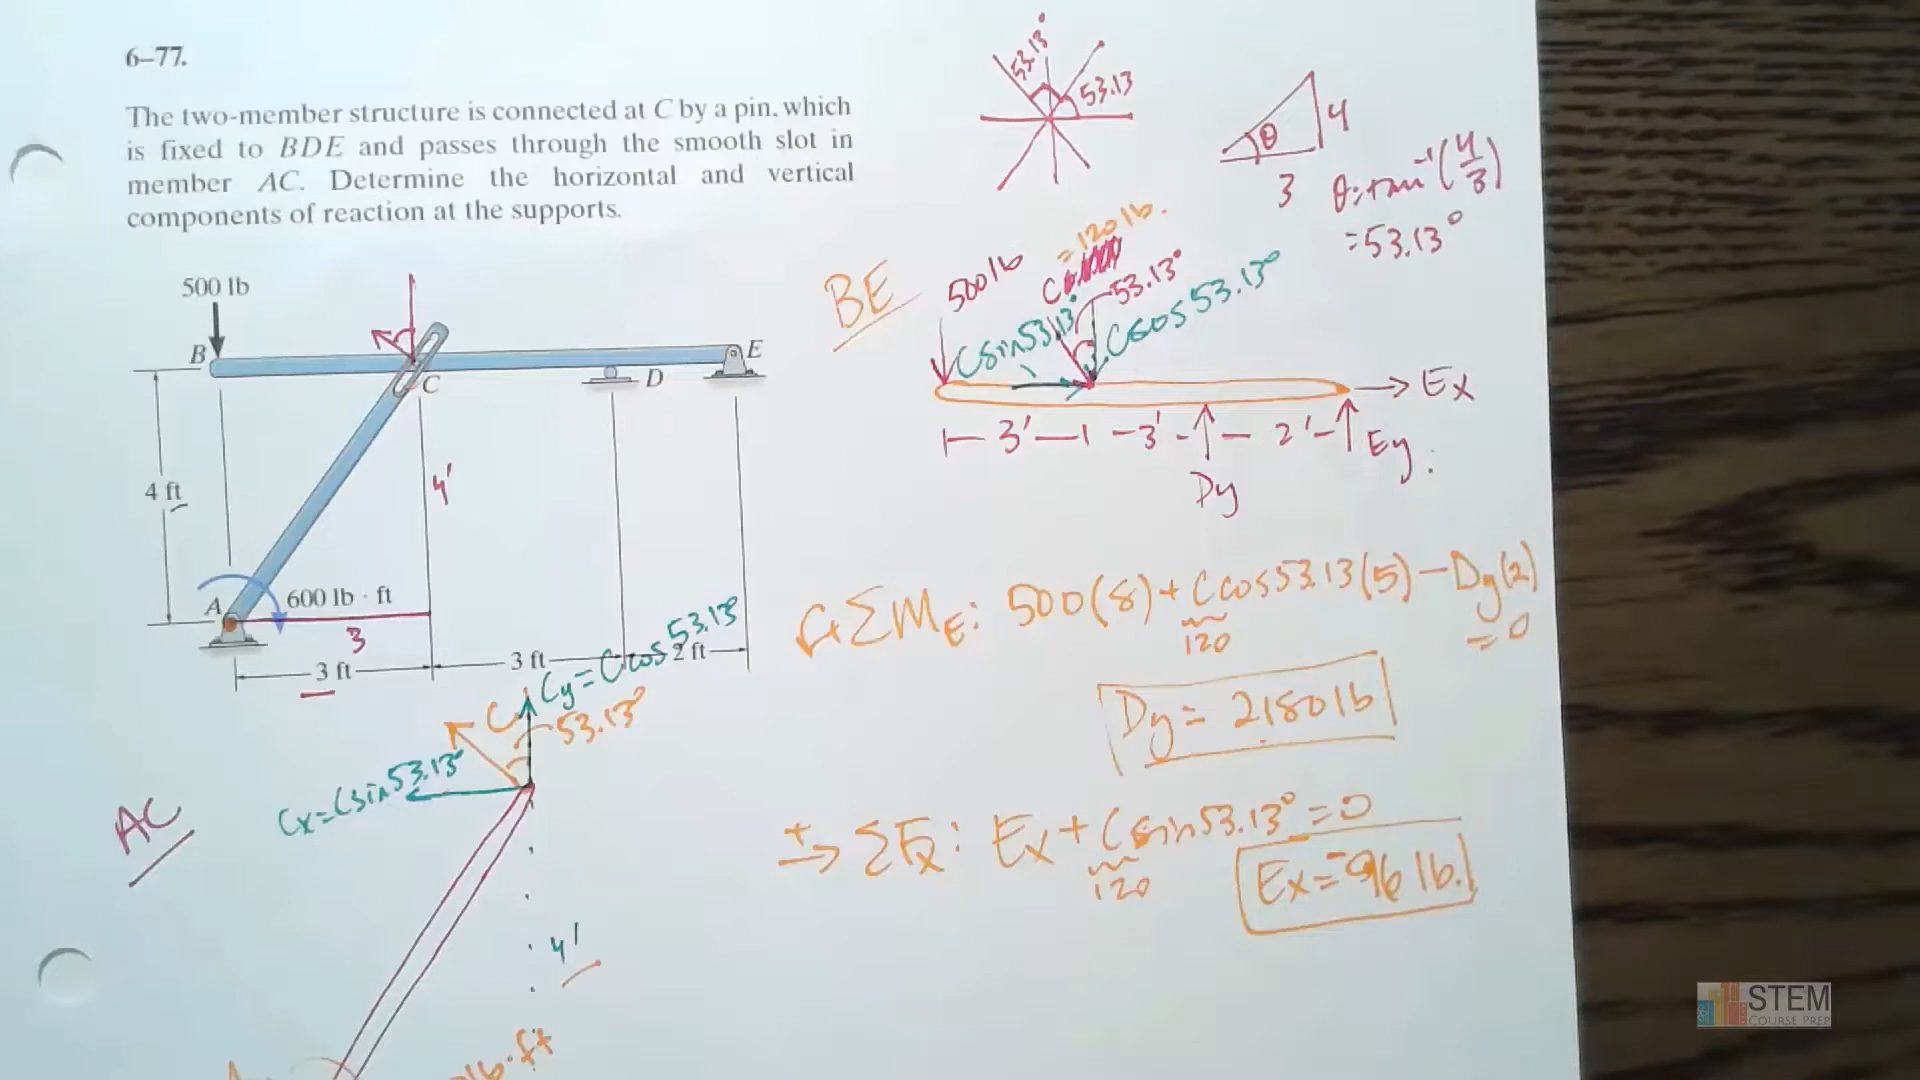 6–77.
The two-member structure is connected at C by a pin, which
is fixed to BDE and passes through the smooth slot in
member AC. Determine the horizontal and vertical
components of reaction at the supports.
500 lb
B
C
D
E
4 ft
4'
A
600 lb · ft
3
3 ft
3 ft
2 ft
Cy = C cos 53.13°
C
53.13°
Cx = C sin 53.13°
AC
4'
lb·ft
53.13°
53.13
θ
4
3
θ = tan⁻¹(4/3)
= 53.13°
BE
500 lb
= 120 lb.
C
53.13°
C sin 53.13
C cos 53.13°
Ex
3' 3' 2'
Ey
Dy
+ΣM_E: 500(8) + C cos 53.13(5) − Dy(2)
120
= 0
Dy = 2180 lb
+→ ΣFx: Ex + C sin 53.13° = 0
120
Ex = -96 lb.
STEM
COURSE PREP